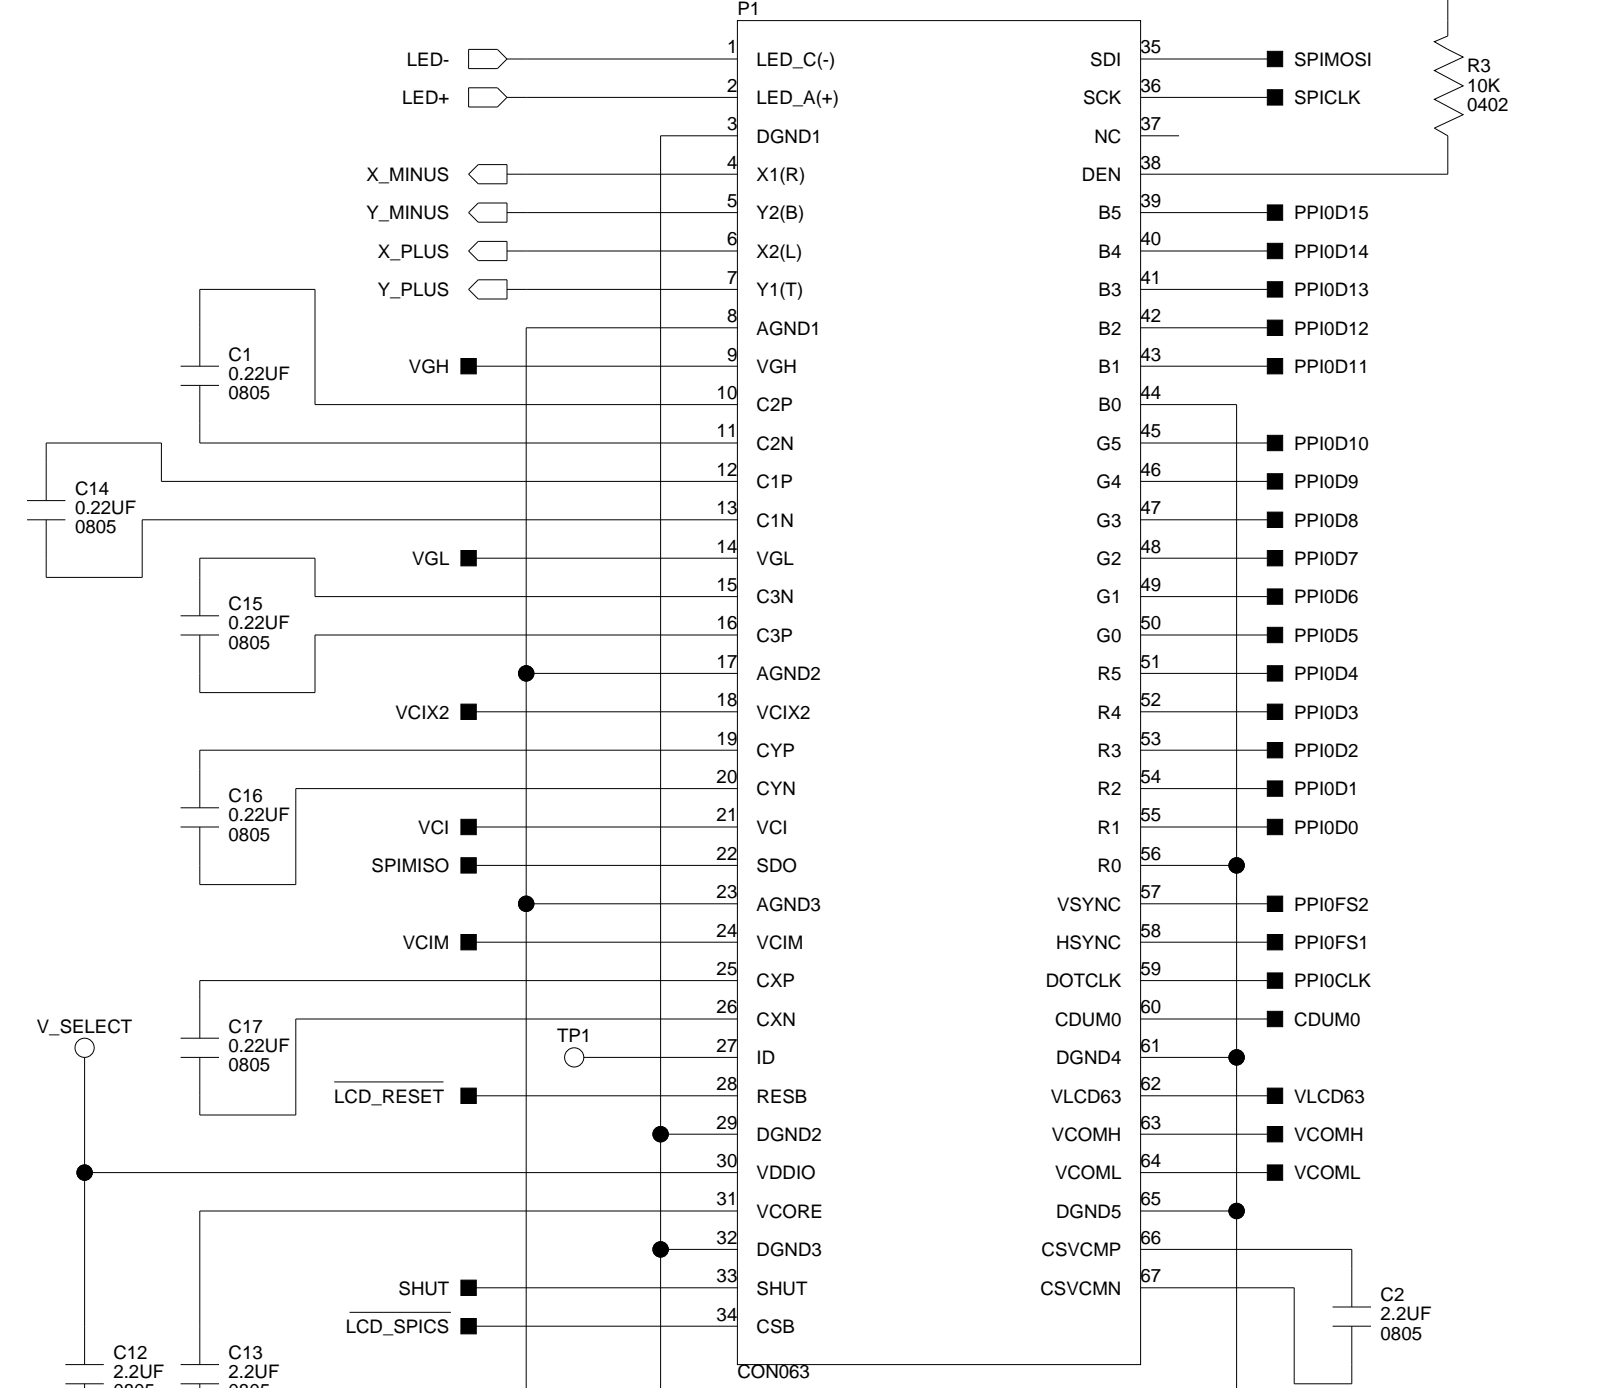 P1
LED- 1 LED_C(-) SDI 35 SPIMOSI
LED+ 2 LED_A(+) SCK 36 SPICLK
R3
10K
0402
3 DGND1 NC 37
X_MINUS 4 X1(R) DEN 38
Y_MINUS 5 Y2(B) B5 39 PPI0D15
X_PLUS 6 X2(L) B4 40 PPI0D14
Y_PLUS 7 Y1(T) B3 41 PPI0D13
8 AGND1 B2 42 PPI0D12
C1
0.22UF
0805
VGH 9 VGH B1 43 PPI0D11
10 C2P B0 44
11 C2N G5 45 PPI0D10
12 C1P G4 46 PPI0D9
C14
0.22UF
0805
13 C1N G3 47 PPI0D8
VGL 14 VGL G2 48 PPI0D7
15 C3N G1 49 PPI0D6
C15
0.22UF
0805
16 C3P G0 50 PPI0D5
17 AGND2 R5 51 PPI0D4
VCIX2 18 VCIX2 R4 52 PPI0D3
19 CYP R3 53 PPI0D2
20 CYN R2 54 PPI0D1
C16
0.22UF
0805
VCI 21 VCI R1 55 PPI0D0
SPIMISO 22 SDO R0 56
23 AGND3 VSYNC 57 PPI0FS2
VCIM 24 VCIM HSYNC 58 PPI0FS1
25 CXP DOTCLK 59 PPI0CLK
V_SELECT
26 CXN CDUM0 60 CDUM0
C17
0.22UF
0805
TP1 27 ID DGND4 61
LCD_RESET 28 RESB VLCD63 62 VLCD63
29 DGND2 VCOMH 63 VCOMH
30 VDDIO VCOML 64 VCOML
31 VCORE DGND5 65
32 DGND3 CSVCMP 66
SHUT 33 SHUT CSVCMN 67
C2
2.2UF
0805
LCD_SPICS 34 CSB
C12
2.2UF
0805
C13
2.2UF
0805
CON063